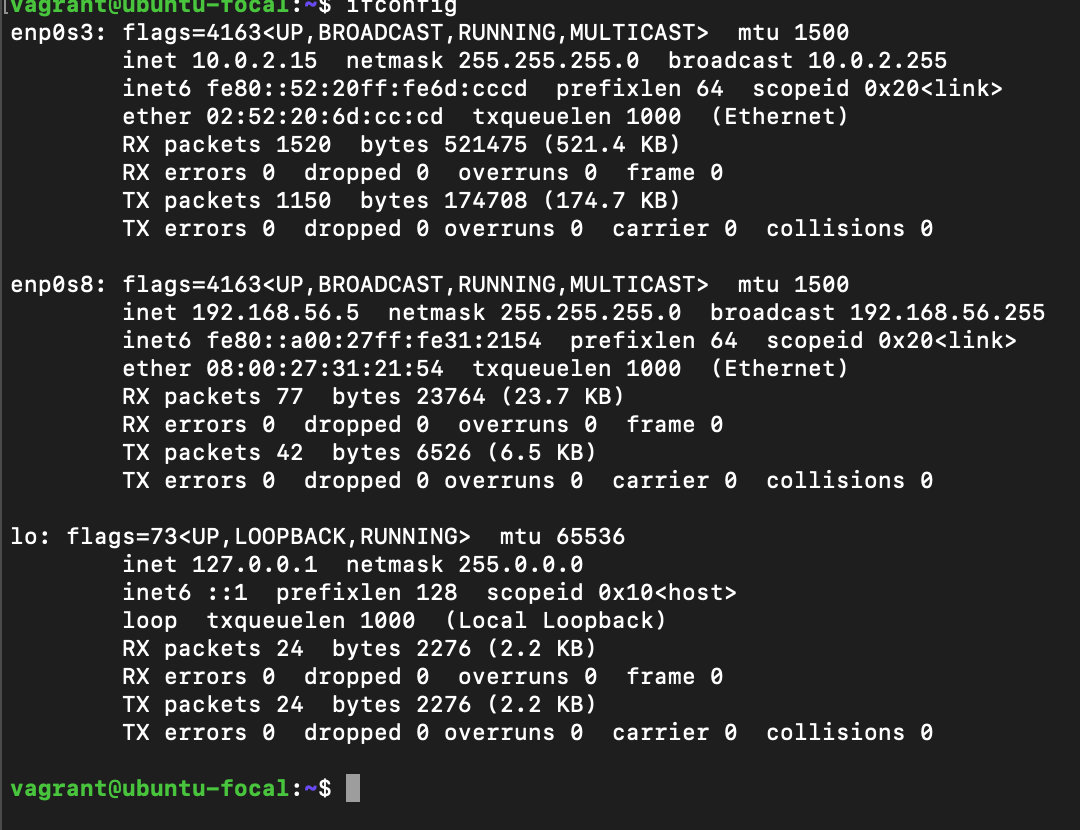 [vagrant@ubuntu-focal:~$ ifconfig
enp0s3: flags=4163<UP,BROADCAST,RUNNING,MULTICAST>  mtu 1500
        inet 10.0.2.15  netmask 255.255.255.0  broadcast 10.0.2.255
        inet6 fe80::52:20ff:fe6d:cccd  prefixlen 64  scopeid 0x20<link>
        ether 02:52:20:6d:cc:cd  txqueuelen 1000  (Ethernet)
        RX packets 1520  bytes 521475 (521.4 KB)
        RX errors 0  dropped 0  overruns 0  frame 0
        TX packets 1150  bytes 174708 (174.7 KB)
        TX errors 0  dropped 0 overruns 0  carrier 0  collisions 0

enp0s8: flags=4163<UP,BROADCAST,RUNNING,MULTICAST>  mtu 1500
        inet 192.168.56.5  netmask 255.255.255.0  broadcast 192.168.56.255
        inet6 fe80::a00:27ff:fe31:2154  prefixlen 64  scopeid 0x20<link>
        ether 08:00:27:31:21:54  txqueuelen 1000  (Ethernet)
        RX packets 77  bytes 23764 (23.7 KB)
        RX errors 0  dropped 0  overruns 0  frame 0
        TX packets 42  bytes 6526 (6.5 KB)
        TX errors 0  dropped 0 overruns 0  carrier 0  collisions 0

lo: flags=73<UP,LOOPBACK,RUNNING>  mtu 65536
        inet 127.0.0.1  netmask 255.0.0.0
        inet6 ::1  prefixlen 128  scopeid 0x10<host>
        loop  txqueuelen 1000  (Local Loopback)
        RX packets 24  bytes 2276 (2.2 KB)
        RX errors 0  dropped 0  overruns 0  frame 0
        TX packets 24  bytes 2276 (2.2 KB)
        TX errors 0  dropped 0 overruns 0  carrier 0  collisions 0

vagrant@ubuntu-focal:~$